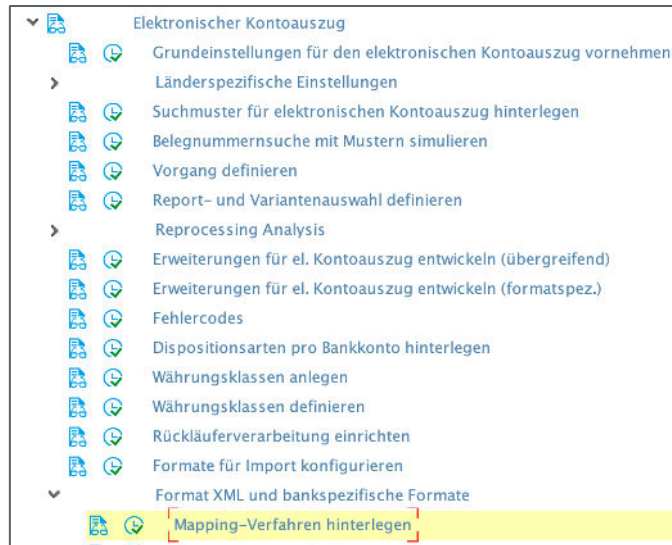 Elektronischer Kontoauszug
Grundeinstellungen für den elektronischen Kontoauszug vornehmen
Länderspezifische Einstellungen
Suchmuster für elektronischen Kontoauszug hinterlegen
Belegnummernsuche mit Mustern simulieren
Vorgang definieren
Report- und Variantenauswahl definieren
Reprocessing Analysis
Erweiterungen für el. Kontoauszug entwickeln (übergreifend)
Erweiterungen für el. Kontoauszug entwickeln (formatspez.)
Fehlercodes
Dispositionsarten pro Bankkonto hinterlegen
Währungsklassen anlegen
Währungsklassen definieren
Rückläuferverarbeitung einrichten
Formate für Import konfigurieren
Format XML und bankspezifische Formate
Mapping-Verfahren hinterlegen